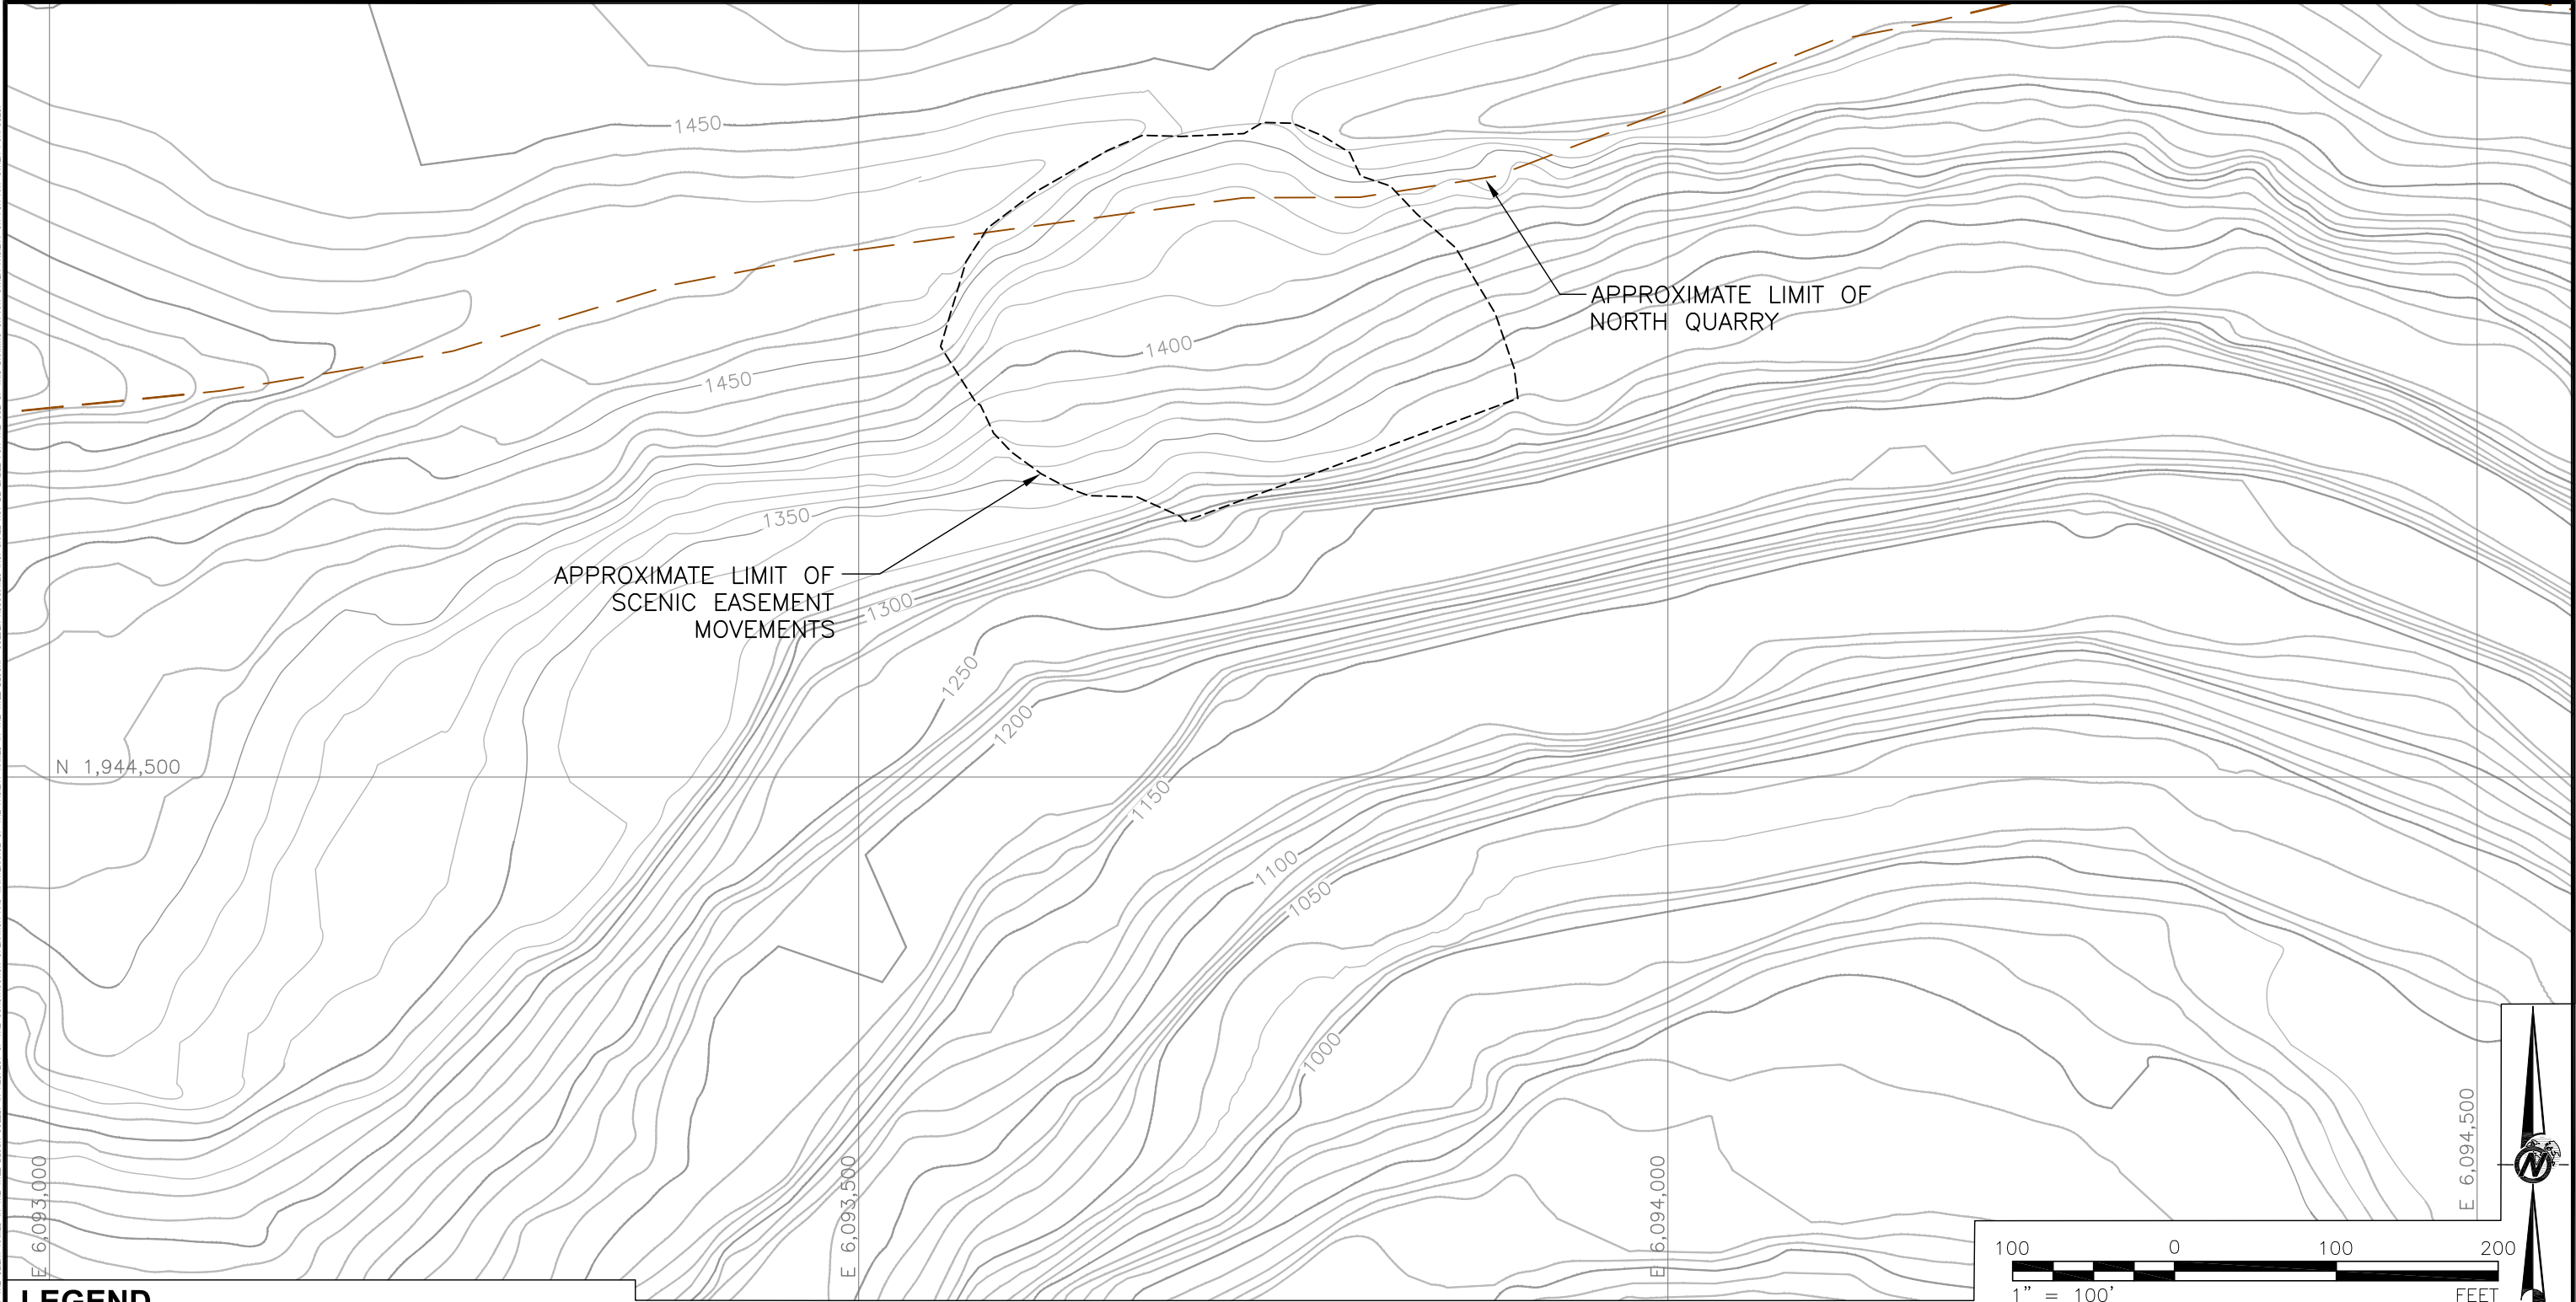 1450
APPROXIMATE LIMIT OF
NORTH QUARRY
1400
1450
1350
APPROXIMATE LIMIT OF
SCENIC EASEMENT
MOVEMENTS
1300
1250
1200
N 1,944,500
1150
1100
1050
1000
E 6,093,000
E 6,093,500
E 6,094,000
E 6,094,500
N
100 0 100 200
1" = 100' FEET
LEGEND